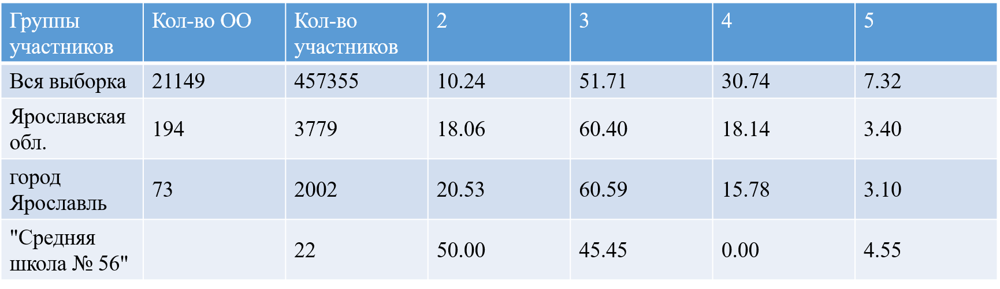 Группы участников Кол-во ОО Кол-во участников 2 3 4 5
Вся выборка 21149 457355 10.24 51.71 30.74 7.32
Ярославская обл. 194 3779 18.06 60.40 18.14 3.40
город Ярославль 73 2002 20.53 60.59 15.78 3.10
"Средняя школа № 56" 22 50.00 45.45 0.00 4.55